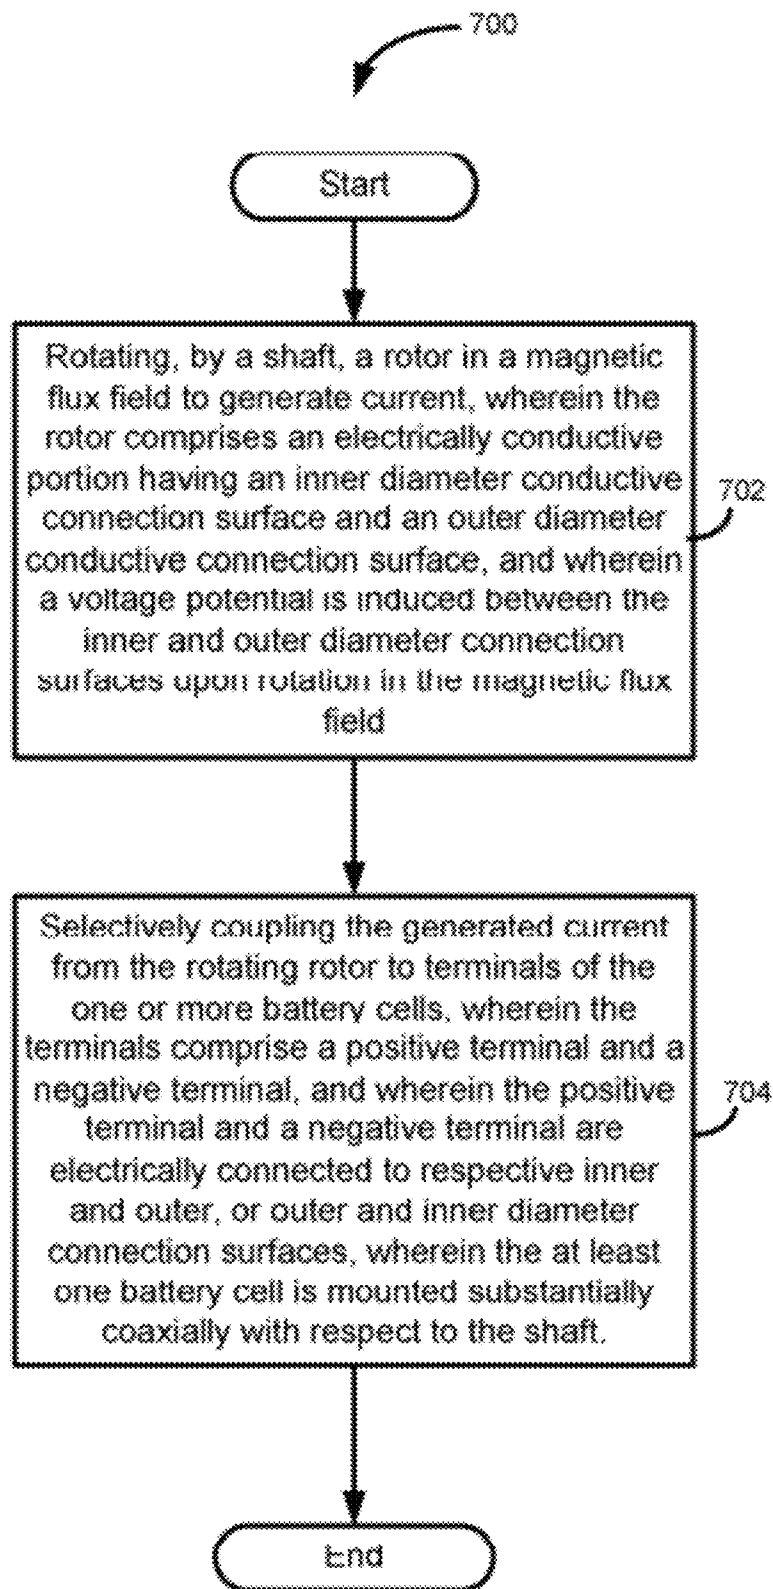 700
Start
Rotating, by a shaft, a rotor in a magnetic
flux field to generate current, wherein the
rotor comprises an electrically conductive
portion having an inner diameter conductive
connection surface and an outer diameter
conductive connection surface, and wherein
a voltage potential is induced between the
inner and outer diameter connection
surfaces upon rotation in the magnetic flux
field
702
Selectively coupling the generated current
from the rotating rotor to terminals of the
one or more battery cells, wherein the
terminals comprise a positive terminal and a
negative terminal, and wherein the positive
terminal and a negative terminal are
electrically connected to respective inner
and outer, or outer and inner diameter
connection surfaces, wherein the at least
one battery cell is mounted substantially
coaxially with respect to the shaft.
704
End